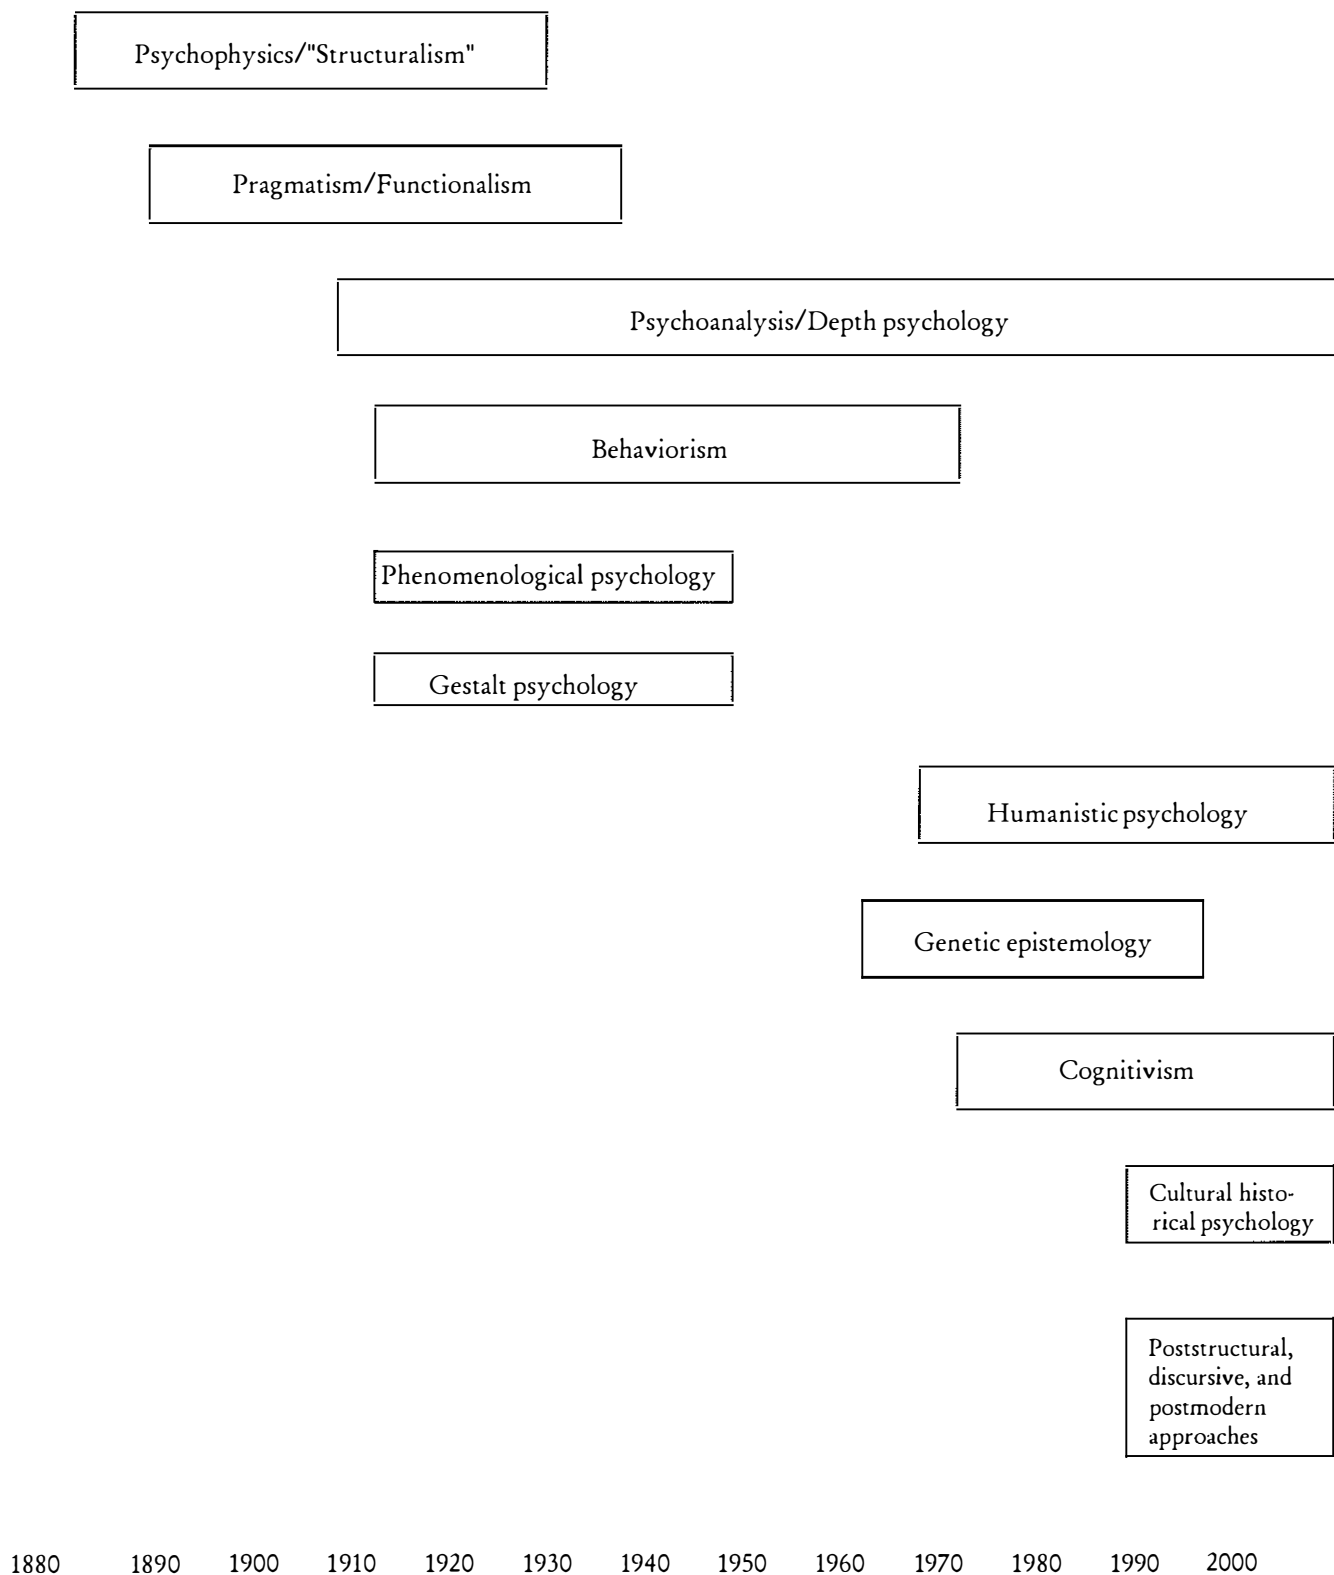 Psychophysics/"Structuralism"
Pragmatism/Functionalism
Psychoanalysis/Depth psychology
Behaviorism
Phenomenological psychology
Gestalt psychology
Humanistic psychology
Genetic epistemology
Cognitivism
Cultural histo-
rical psychology
Poststructural,
discursive, and
postmodern
approaches
1880 1890 1900 1910 1920 1930 1940 1950 1960 1970 1980 1990 2000